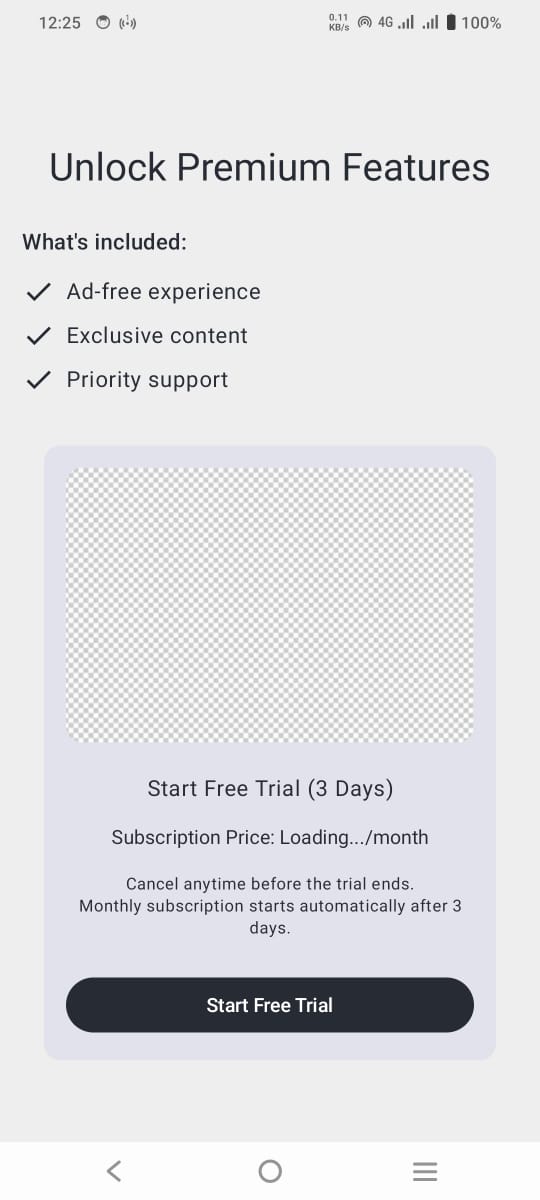 12:25
0.11 KB/s 4G 100%
Unlock Premium Features
What's included:
Ad-free experience
Exclusive content
Priority support
Start Free Trial (3 Days)
Subscription Price: Loading.../month
Cancel anytime before the trial ends.
Monthly subscription starts automatically after 3
days.
Start Free Trial